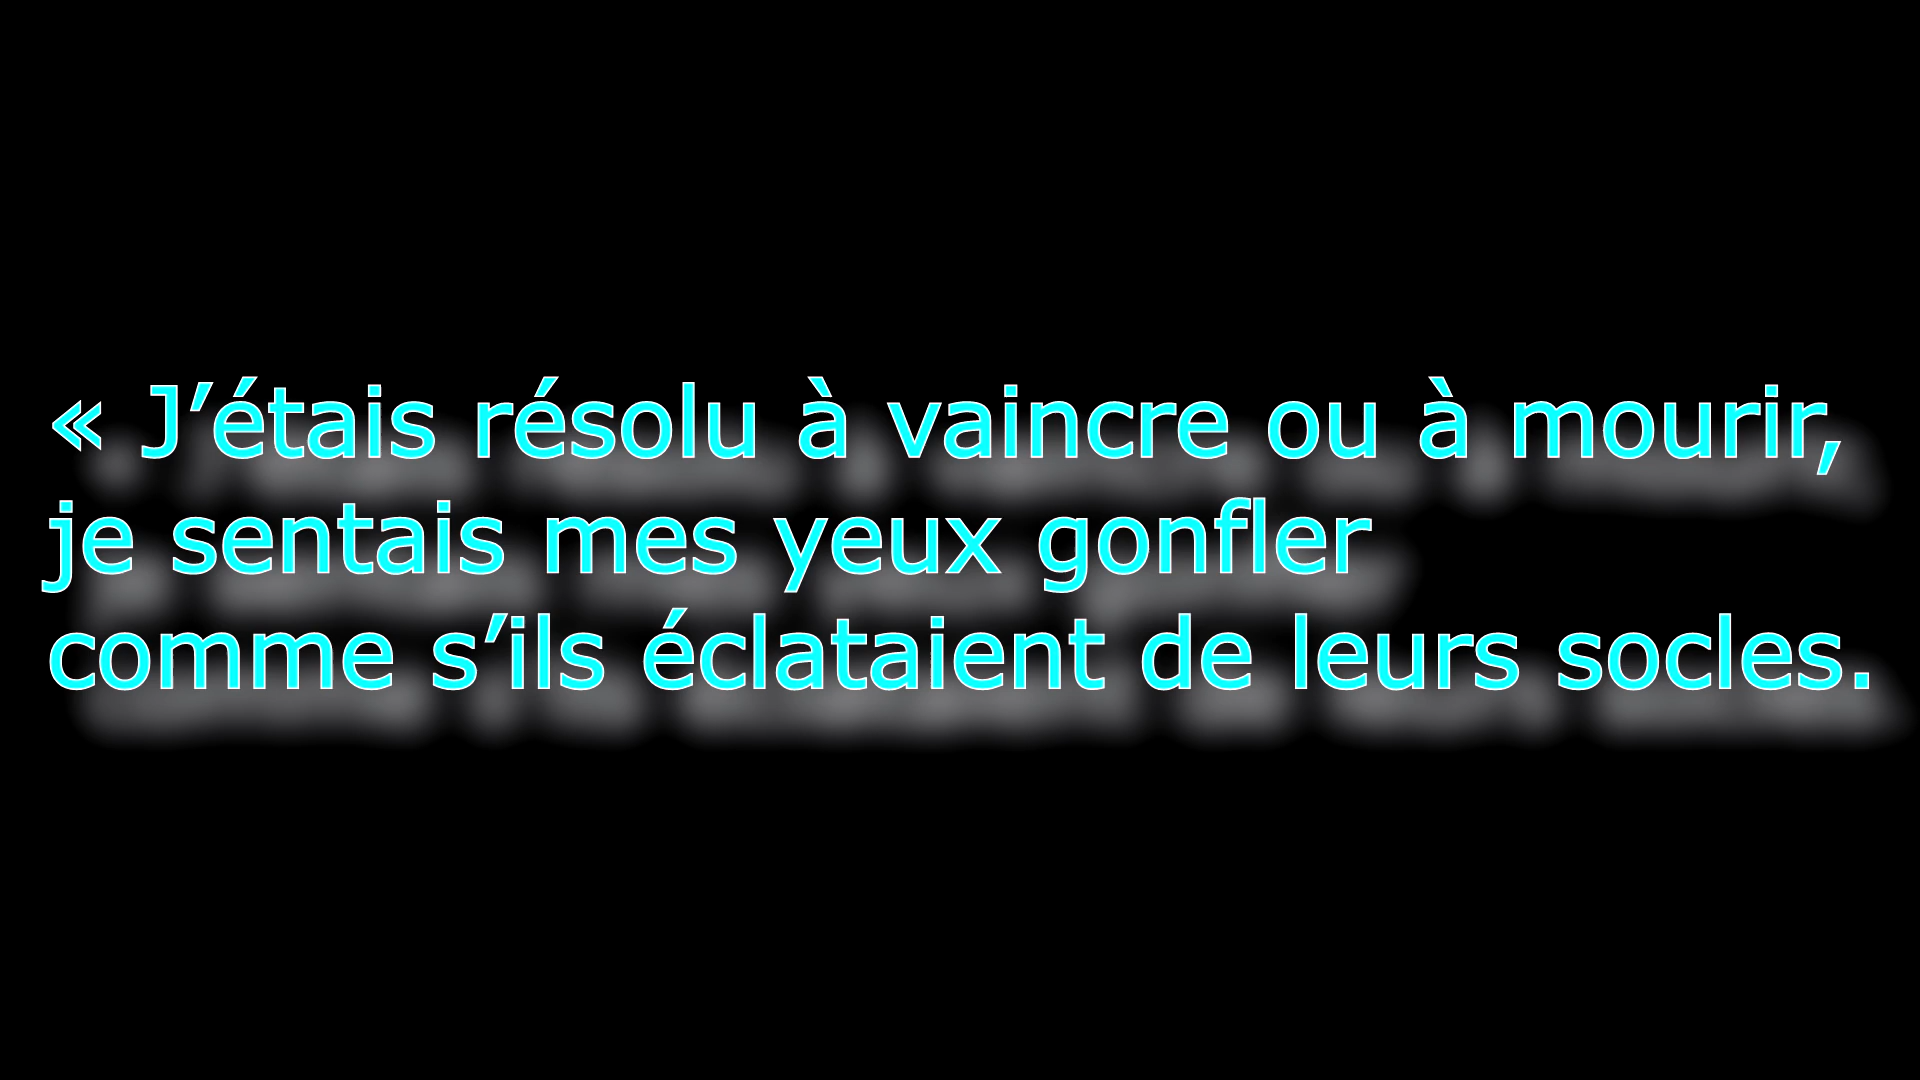 « J’étais résolu à vaincre ou à mourir,
je sentais mes yeux gonfler
comme s’ils éclataient de leurs socles.